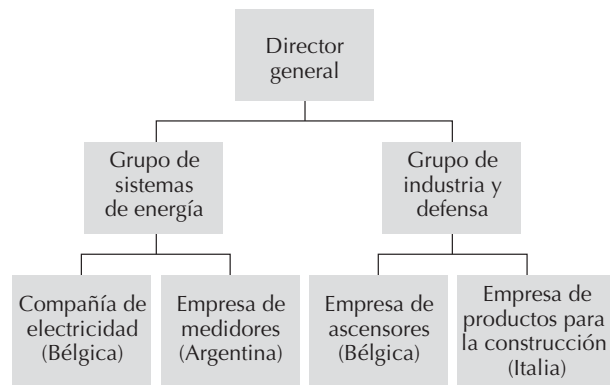 Director
general
Grupo de
sistemas
de energía
Grupo de
industria y
defensa
Compañía de
electricidad
(Bélgica)
Empresa de
medidores
(Argentina)
Empresa de
ascensores
(Bélgica)
Empresa de
productos para
la construcción
(Italia)